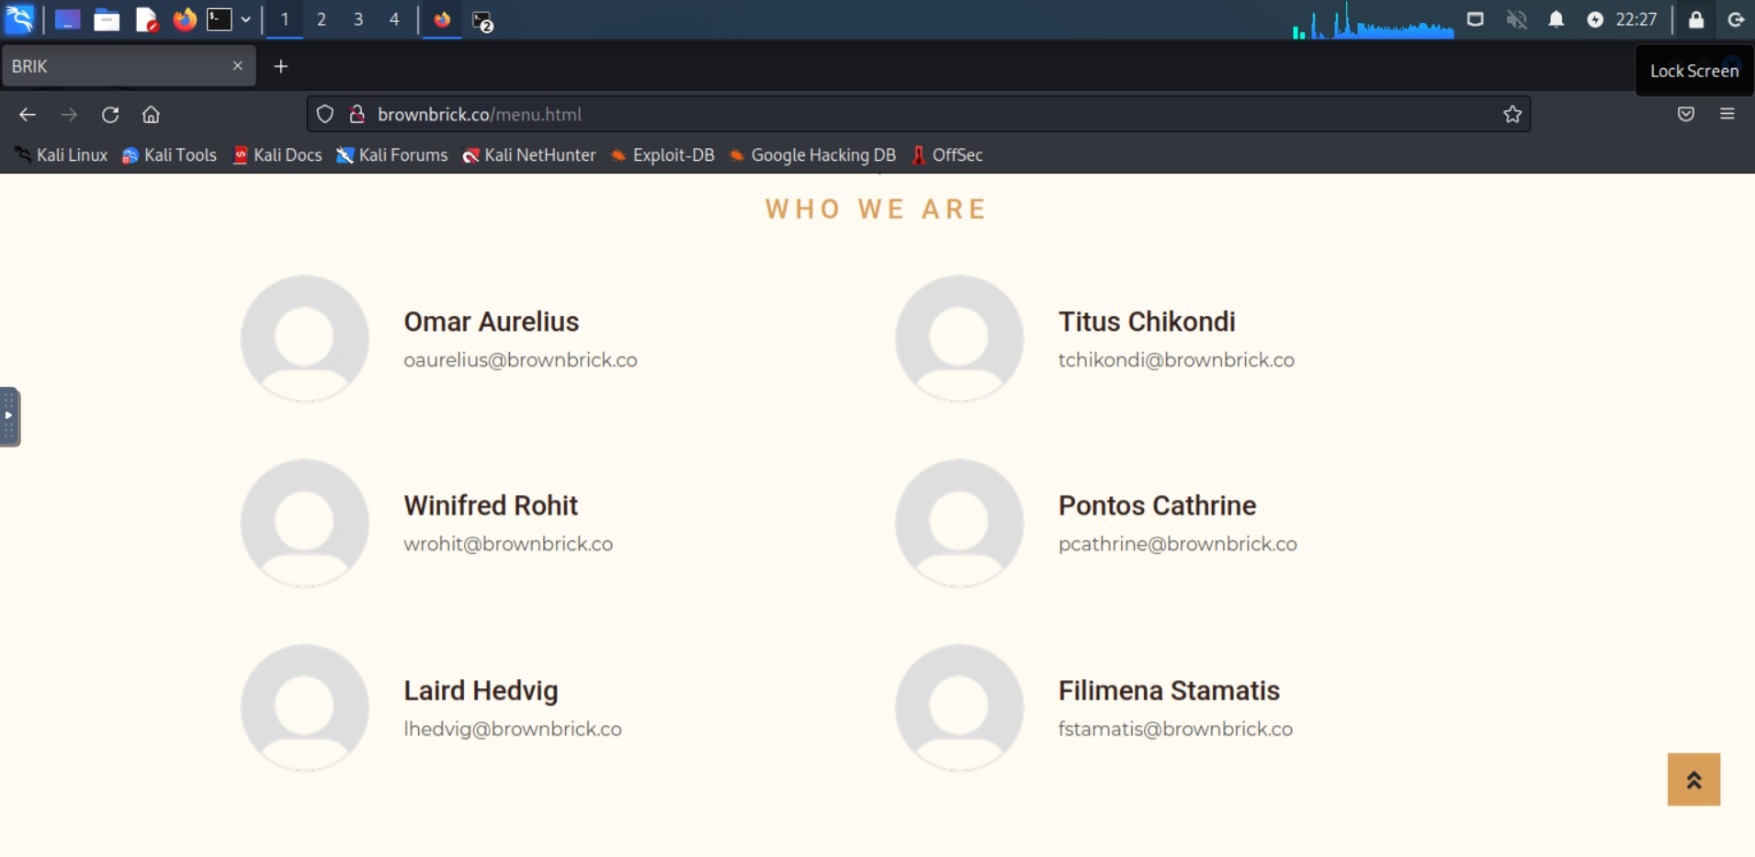 1 2 3 4 2 22:27
BRIK
Lock Screen
brownbrick.co/menu.html
Kali Linux Kali Tools Kali Docs Kali Forums Kali NetHunter Exploit-DB Google Hacking DB OffSec
WHO WE ARE
Omar Aurelius
oaurelius@brownbrick.co
Titus Chikondi
tchikondi@brownbrick.co
Winifred Rohit
wrohit@brownbrick.co
Pontos Cathrine
pcathrine@brownbrick.co
Laird Hedvig
lhedvig@brownbrick.co
Filimena Stamatis
fstamatis@brownbrick.co